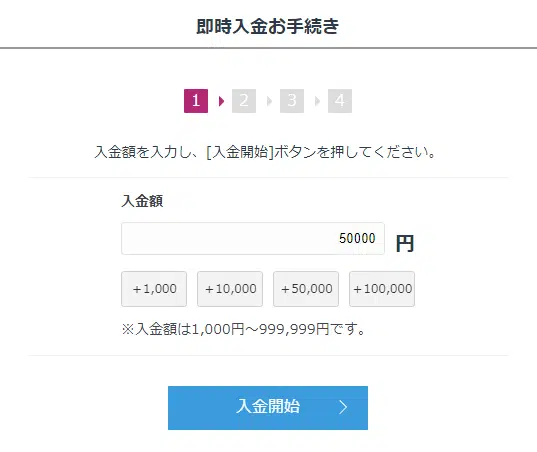 即時入金お手続き
1 2 3 4
入金額を入力し、[入金開始]ボタンを押してください。
入金額
50000 円
+1,000 +10,000 +50,000 +100,000
※入金額は1,000円～999,999円です。
入金開始